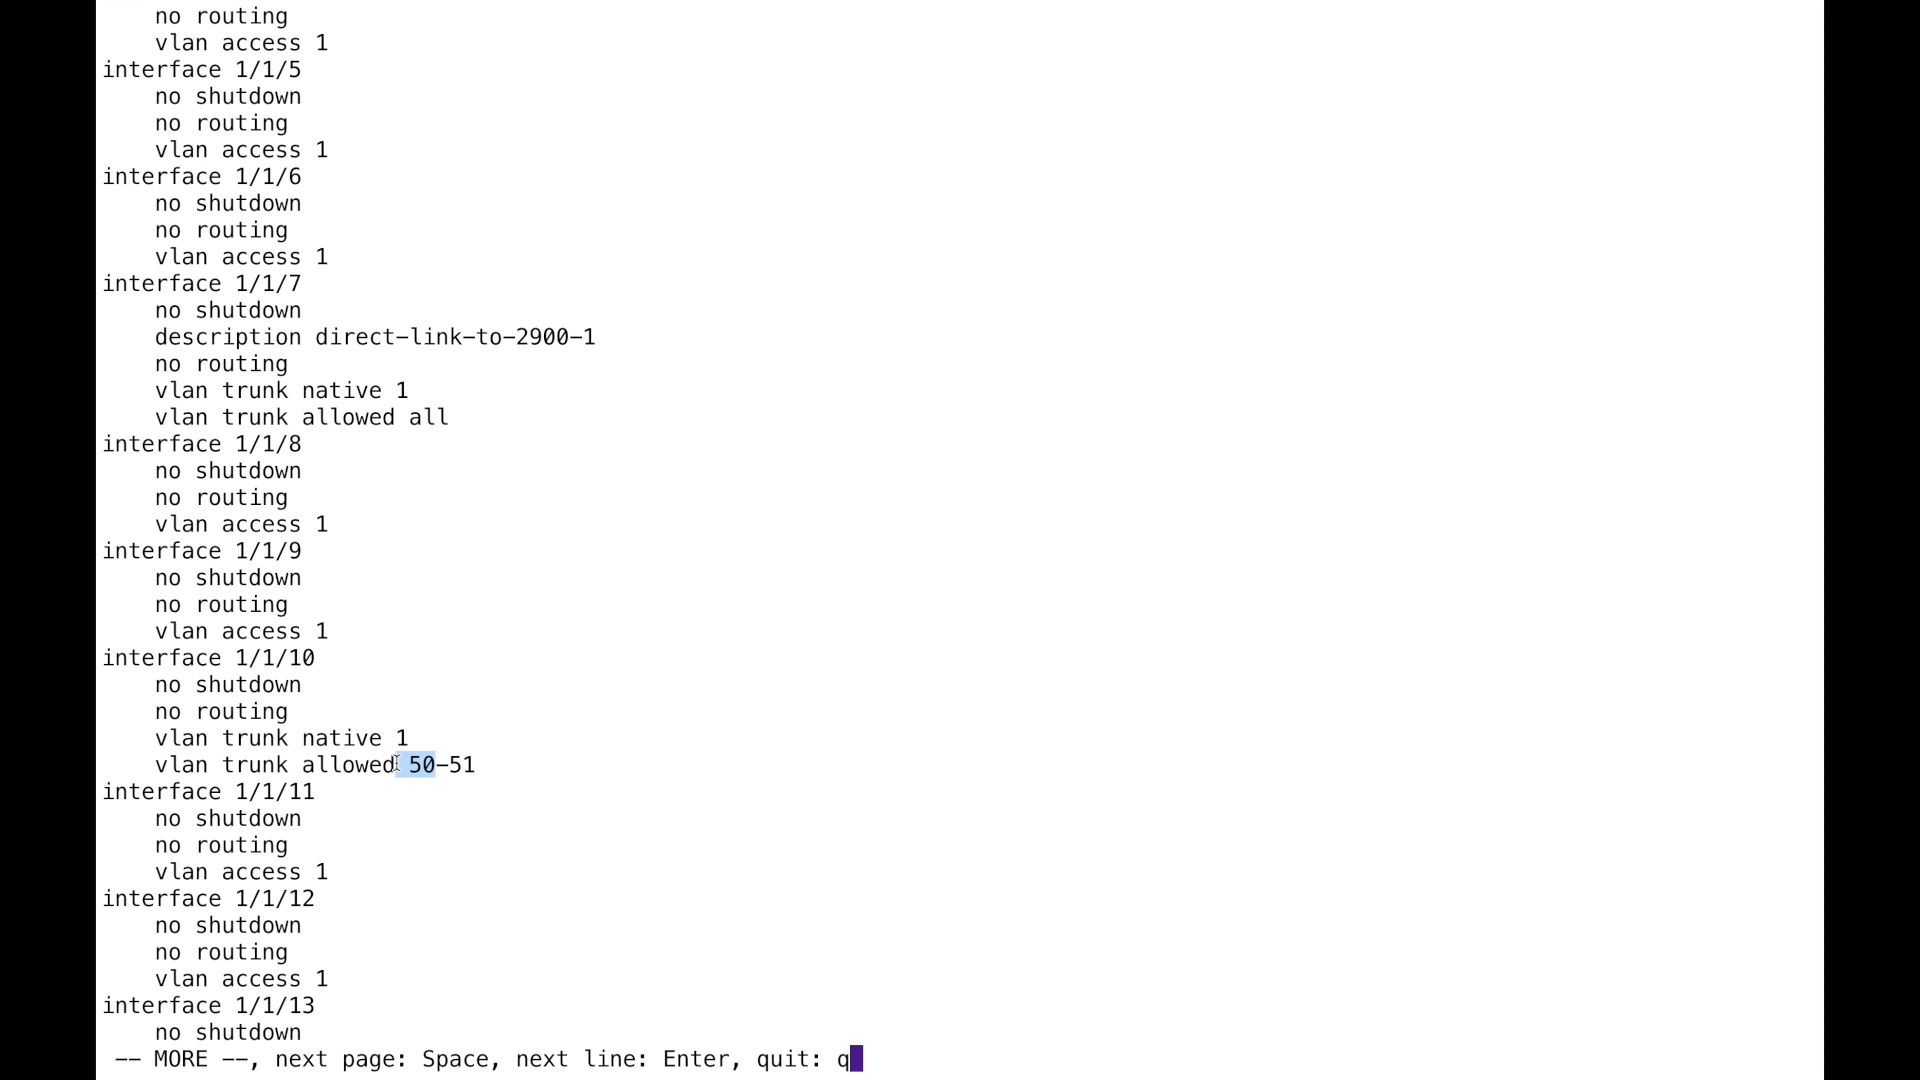 no routing
vlan access 1
interface 1/1/5
no shutdown
no routing
vlan access 1
interface 1/1/6
no shutdown
no routing
vlan access 1
interface 1/1/7
no shutdown
description direct-link-to-2900-1
no routing
vlan trunk native 1
vlan trunk allowed all
interface 1/1/8
no shutdown
no routing
vlan access 1
interface 1/1/9
no shutdown
no routing
vlan access 1
interface 1/1/10
no shutdown
no routing
vlan trunk native 1
vlan trunk allowed 50-51
interface 1/1/11
no shutdown
no routing
vlan access 1
interface 1/1/12
no shutdown
no routing
vlan access 1
interface 1/1/13
no shutdown
-- MORE --, next page: Space, next line: Enter, quit: q